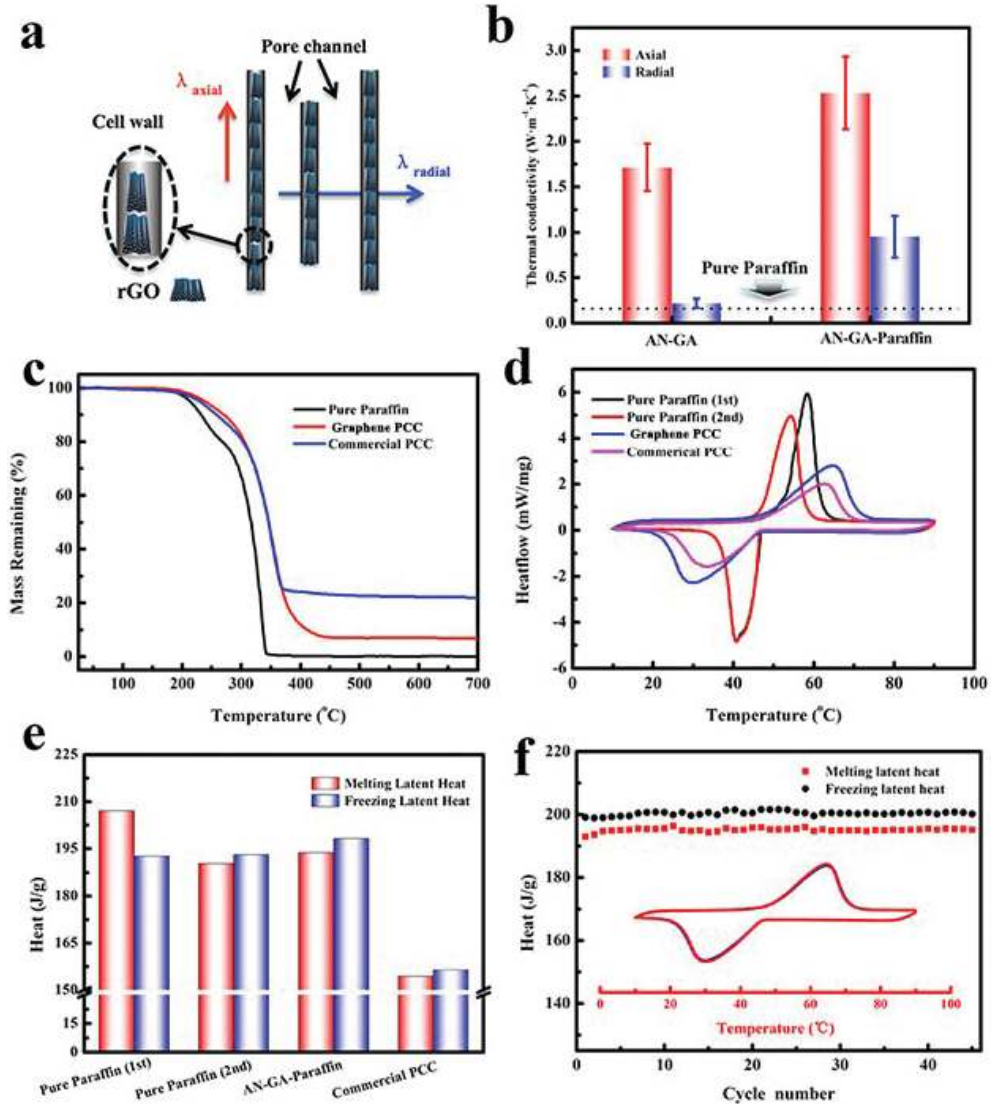 a
Pore channel
λ axial
Cell wall
λ radial
rGO
b
Axial
Radial
Thermal conductivity (W·m⁻¹·K⁻¹)
3.0
2.5
2.0
1.5
1.0
0.5
0.0
Pure Paraffin
AN-GA
AN-GA-Paraffin
c
Pure Paraffin
Graphene PCC
Commercial PCC
Mass Remaining (%)
100
80
60
40
20
0
100
200
300
400
500
600
700
Temperature (°C)
d
Pure Paraffin (1st)
Pure Paraffin (2nd)
Graphene PCC
Commerical PCC
Heatflow (mW/mg)
6
4
2
0
-2
-4
-6
0
20
40
60
80
100
Temperature (°C)
e
Melting Latent Heat
Freezing Latent Heat
Heat (J/g)
225
210
195
180
165
150
15
0
Pure Paraffin (1st)
Pure Paraffin (2nd)
AN-GA-Paraffin
Commercial PCC
f
Melting latent heat
Freezing latent heat
Heat (J/g)
220
200
180
160
140
0
20
40
60
80
100
Temperature (℃)
0
10
20
30
40
Cycle number